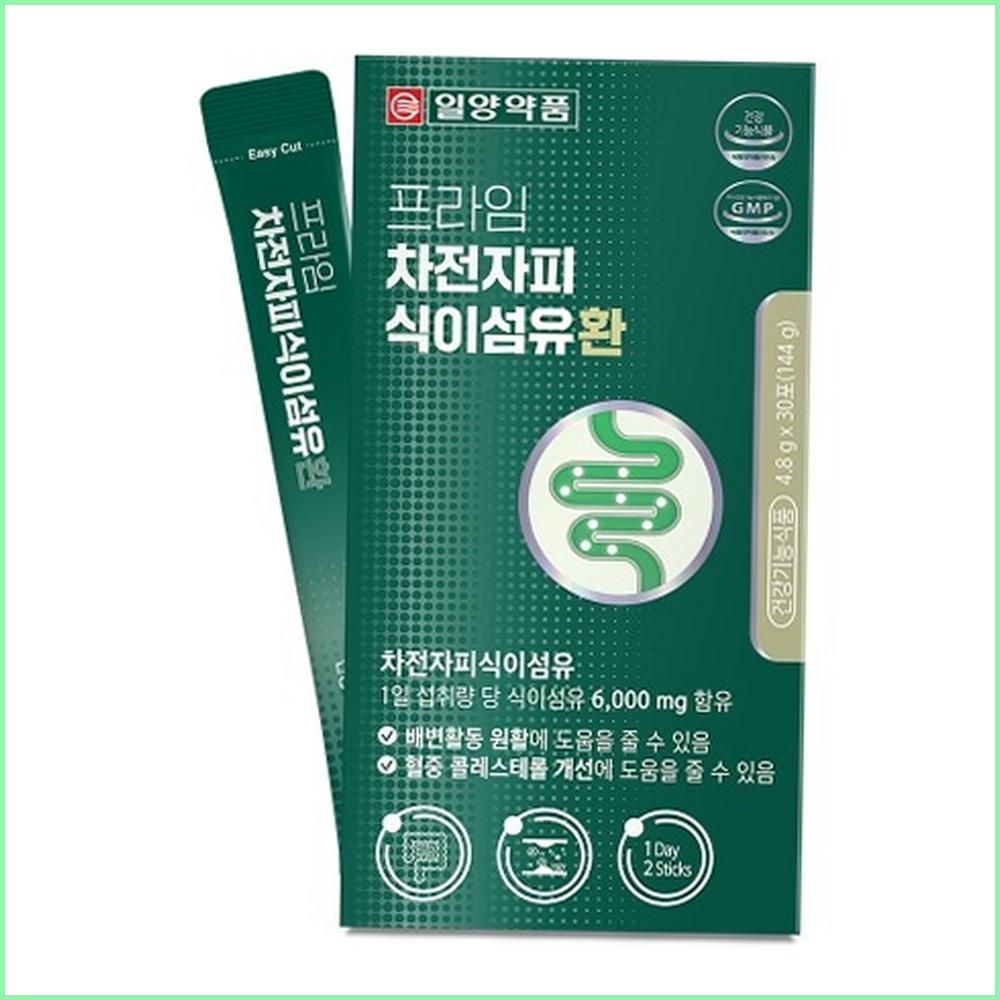 일양약품
건강
기능식품
GMP
프라임
차전자피
식이섬유환
Easy Cut
프라임
차전자피식이섬유환
건강기능식품 4.8 g x 30포(144 g)
차전자피식이섬유
1일 섭취량 당 식이섬유 6,000 mg 함유
배변활동 원활에 도움을 줄 수 있음
혈중 콜레스테롤 개선에 도움을 줄 수 있음
1 Day
2 Sticks